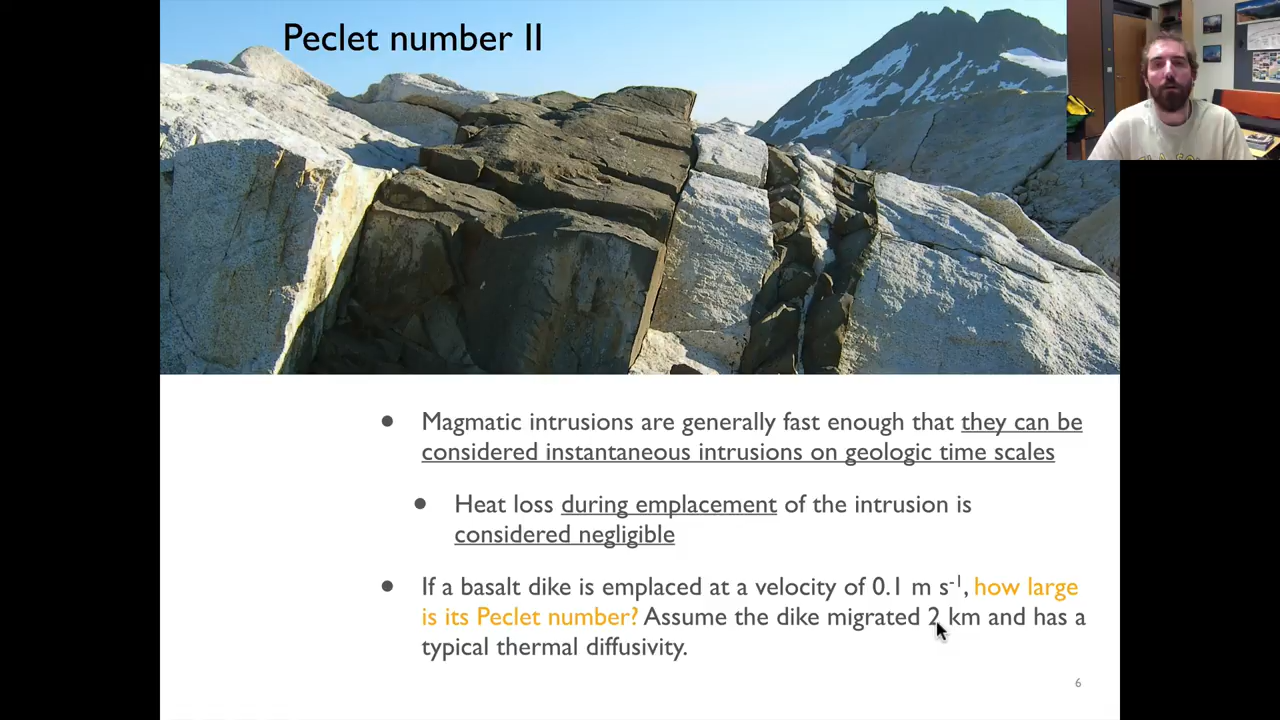 Peclet number II
● Magmatic intrusions are generally fast enough that they can be
considered instantaneous intrusions on geologic time scales
● Heat loss during emplacement of the intrusion is
considered negligible
● If a basalt dike is emplaced at a velocity of 0.1 m s⁻¹, how large
is its Peclet number? Assume the dike migrated 2 km and has a
typical thermal diffusivity.
6